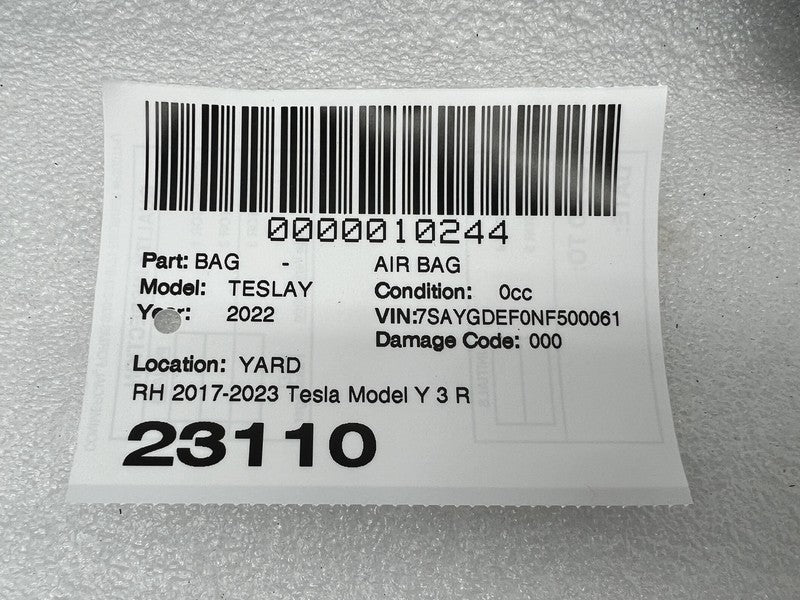 0000010244
Part: BAG - AIR BAG
Model: TESLAY Condition: 0cc
Year: 2022 VIN:7SAYGDEF0NF500061
Damage Code: 000
Location: YARD
RH 2017-2023 Tesla Model Y 3 R
23110